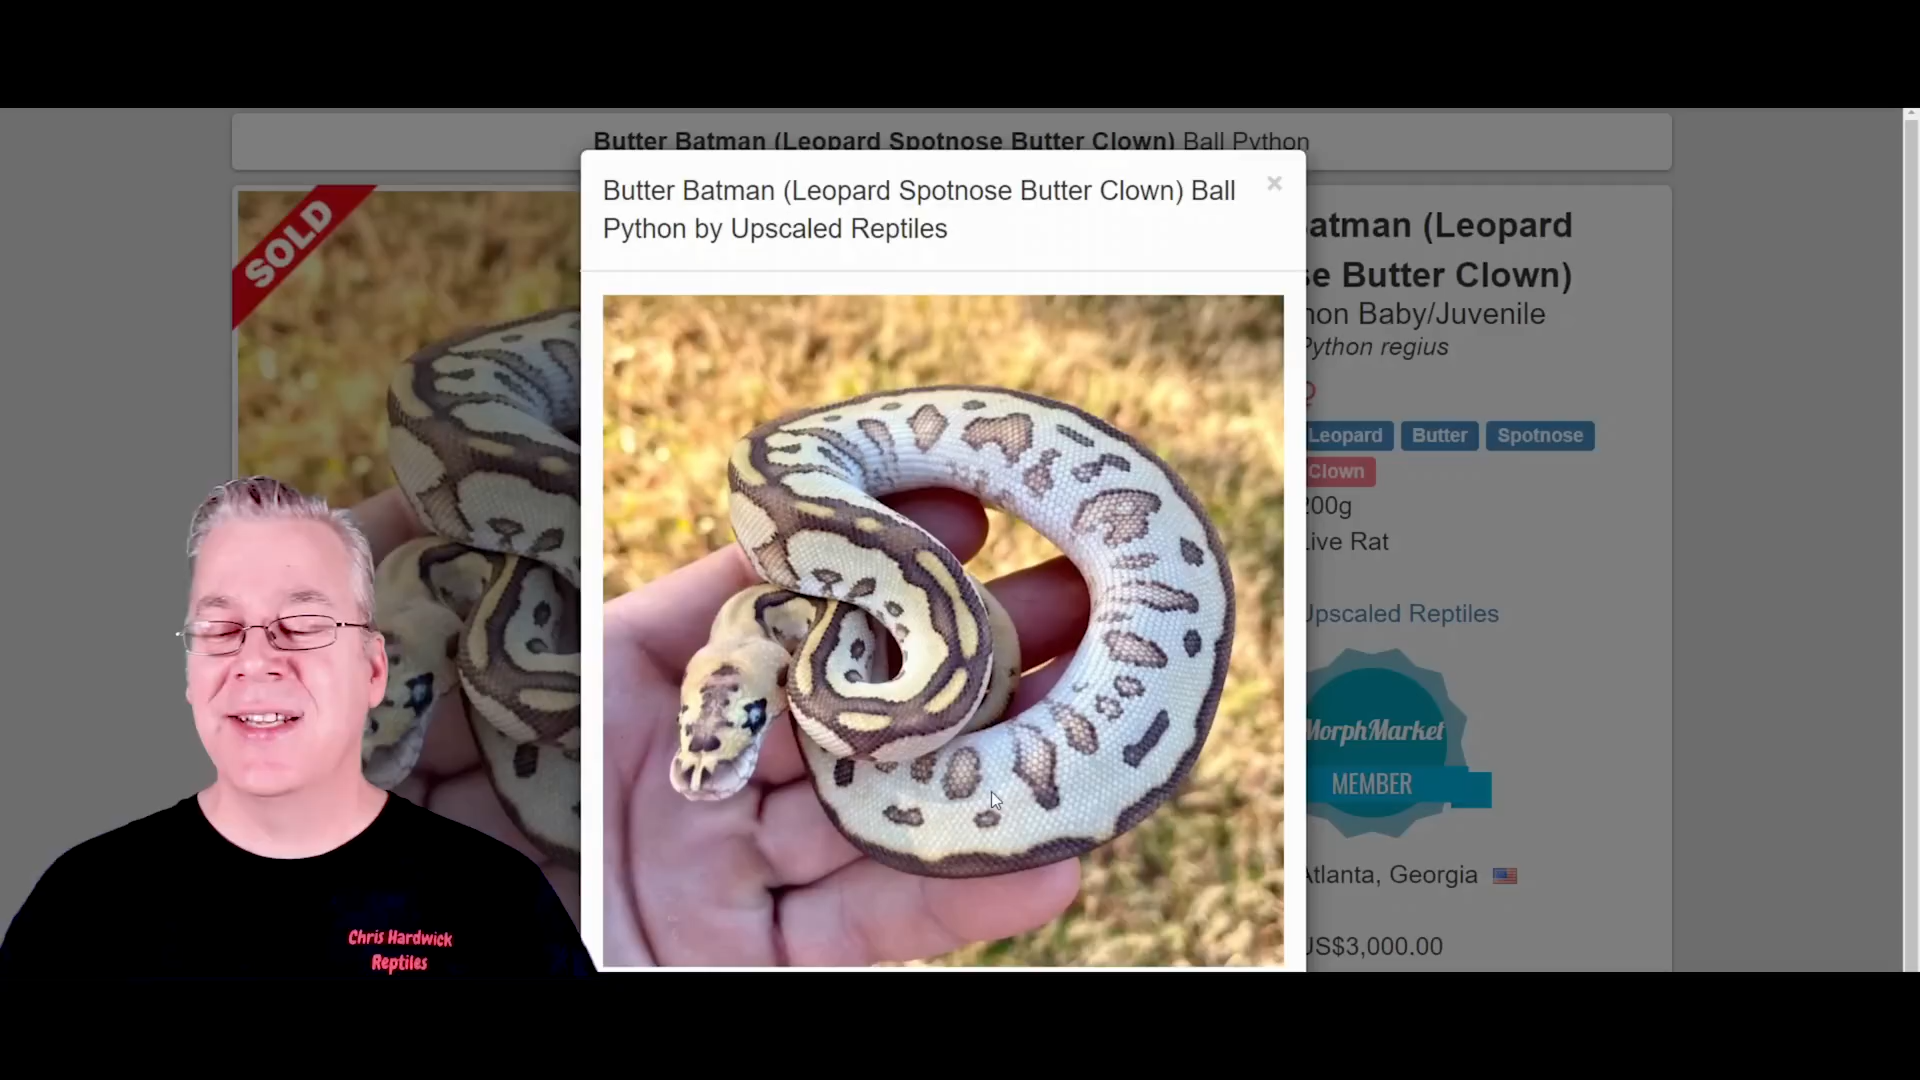 Butter Batman (Leopard Spotnose Butter Clown) Ball Python
Butter Batman (Leopard Spotnose Butter Clown) Ball
Python by Upscaled Reptiles
×
SOLD
atman (Leopard
se Butter Clown)
hon Baby/Juvenile
Python regius
Leopard Butter Spotnose
Clown
200g
Live Rat
Upscaled Reptiles
MorphMarket
MEMBER
Atlanta, Georgia
US$3,000.00
Chris Hardwick
Reptiles